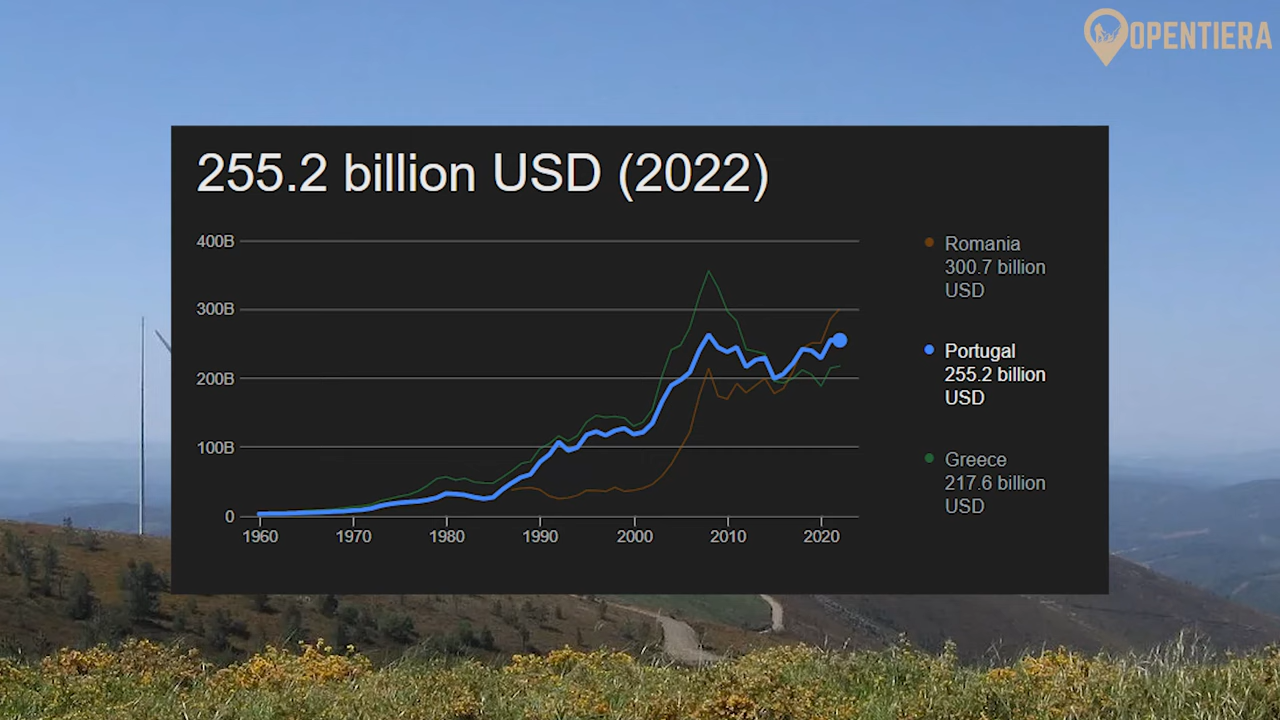 OPENTIERA
255.2 billion USD (2022)
400B
300B
200B
100B
0
1960 1970 1980 1990 2000 2010 2020
Romania
300.7 billion
USD
Portugal
255.2 billion
USD
Greece
217.6 billion
USD